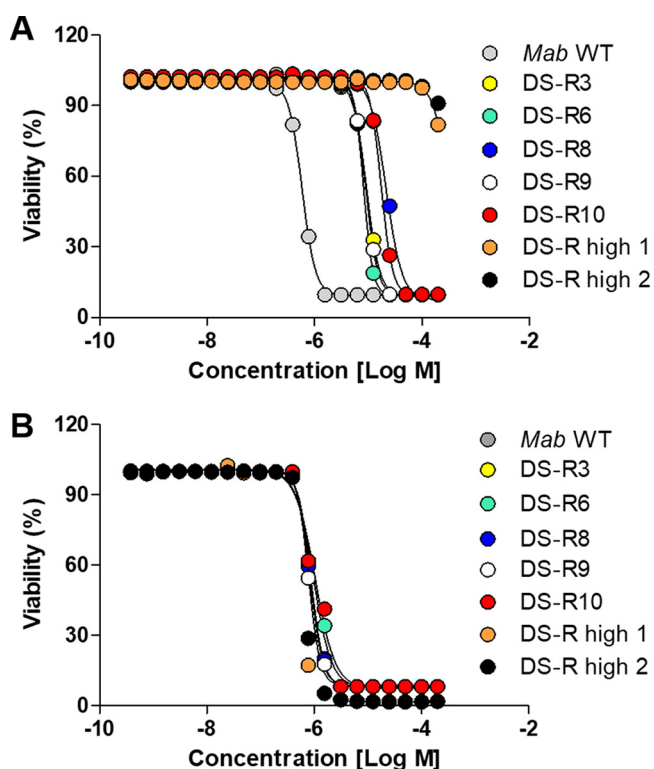 A
Viability (%)
120
90
60
30
0
-10
-8
-6
-4
-2
Concentration [Log M]
Mab WT
DS-R3
DS-R6
DS-R8
DS-R9
DS-R10
DS-R high 1
DS-R high 2
B
Viability (%)
120
90
60
30
0
-10
-8
-6
-4
-2
Concentration [Log M]
Mab WT
DS-R3
DS-R6
DS-R8
DS-R9
DS-R10
DS-R high 1
DS-R high 2